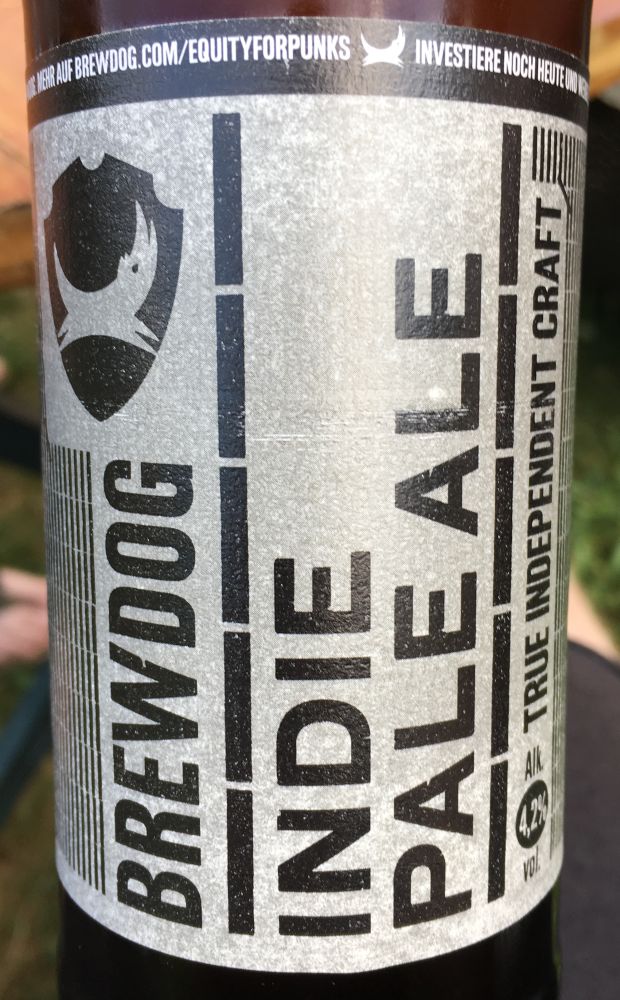 MEHR AUF BREWDOG.COM/EQUITYFORPUNKS INVESTIERE NOCH HEUTE UND
BREWDOG
INDIE
PALE ALE
TRUE INDEPENDENT CRAFT
Alk. 4,2% vol.